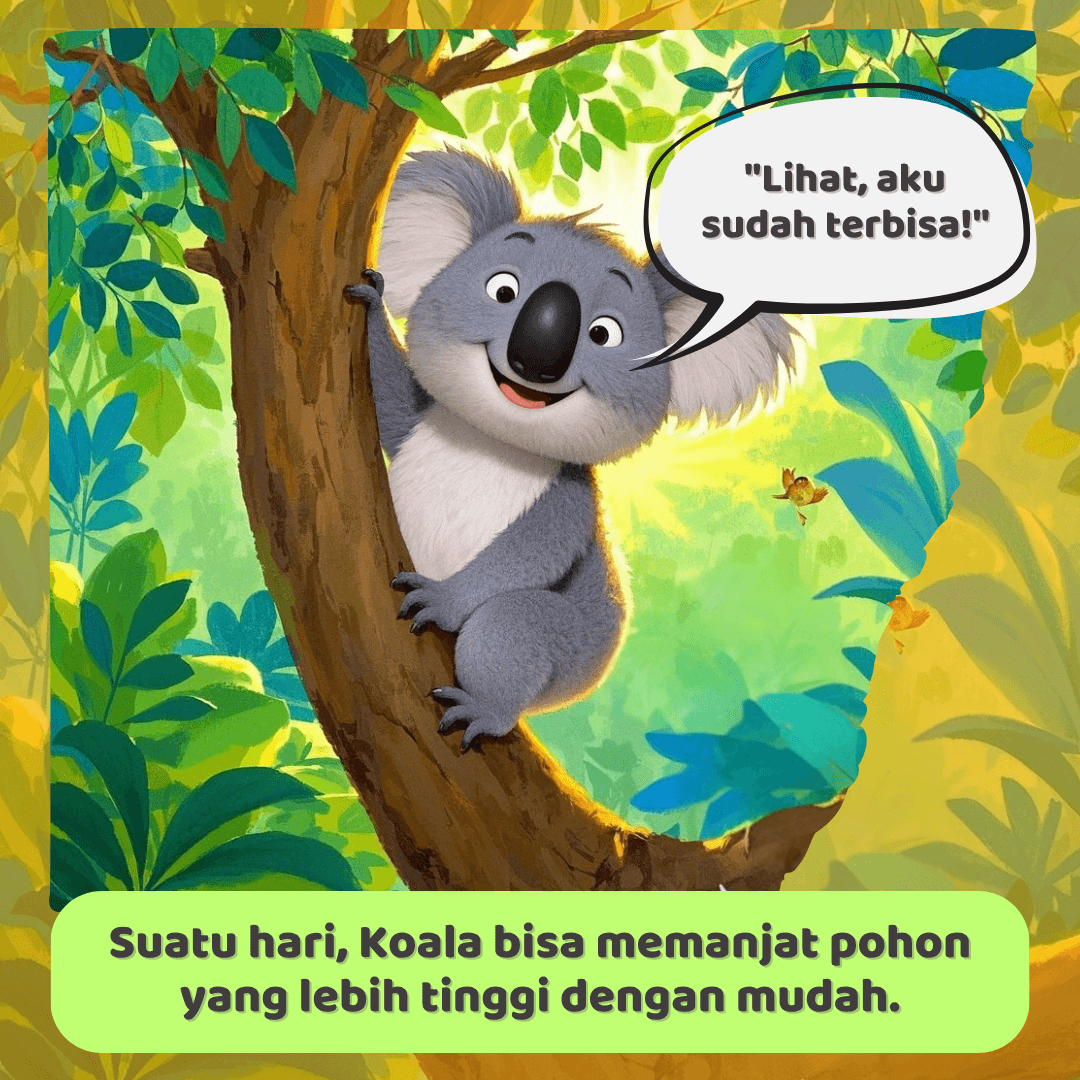 "Lihat, aku
sudah terbisa!"
Suatu hari, Koala bisa memanjat pohon
yang lebih tinggi dengan mudah.